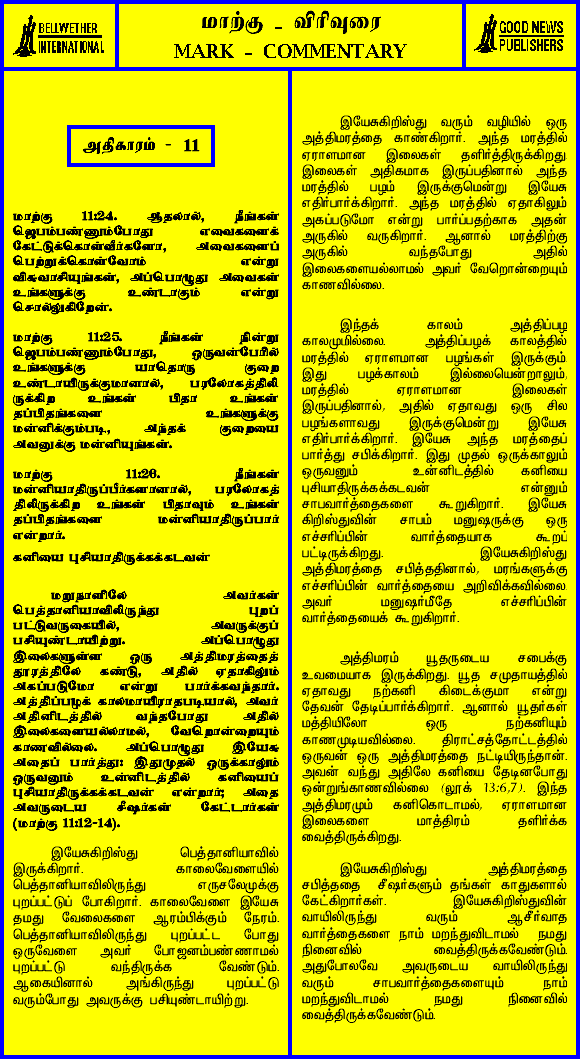 BELLWETHER
INTERNATIONAL
மாற்கு - விரிவுரை
MARK - COMMENTARY
GOOD NEWS
PUBLISHERS
அதிகாரம் - 11
மாற்கு 11:24. ஆதலால், நீங்கள்
ஜெபம்பண்ணும்போது எவைகளைக்
கேட்டுக்கொள்வீர்களோ, அவைகளைப்
பெற்றுக்கொள்வோம் என்று
விசுவாசியுங்கள், அப்பொழுது அவைகள்
உங்களுக்கு உண்டாகும் என்று
சொல்லுகிறேன்.
மாற்கு 11:25. நீங்கள் நின்று
ஜெபம்பண்ணும்போது, ஒருவன்பேரில்
உங்களுக்கு யாதொரு குறை
உண்டாயிருக்குமானால், பரலோகத்திலி
ருக்கிற உங்கள் பிதா உங்கள்
தப்பிதங்களை உங்களுக்கு
மன்னிக்கும்படி, அந்தக் குறையை
அவனுக்கு மன்னியுங்கள்.
மாற்கு 11:26. நீங்கள்
மன்னியாதிருப்பீர்களானால், பரலோகத்
திலிருக்கிற உங்கள் பிதாவும் உங்கள்
தப்பிதங்களை மன்னியாதிருப்பார்
என்றார்.
கனியை புசியாதிருக்கக்கடவன்
மறுநாளிலே அவர்கள்
பெத்தானியாவிலிருந்து புறப்
பட்டுவருகையில், அவருக்குப்
பசியுண்டாயிற்று. அப்பொழுது
இலைகளுள்ள ஒரு அத்திமரத்தைத்
தூரத்திலே கண்டு, அதில் ஏதாகிலும்
அகப்படுமோ என்று பார்க்கவந்தார்.
அத்திப்பழக் காலமாயிராதபடியால், அவர்
அதினிடத்தில் வந்தபோது அதில்
இலைகளையல்லாமல், வேறொன்றையும்
காணவில்லை. அப்பொழுது இயேசு
அதைப் பார்த்து: இதுமுதல் ஒருக்காலும்
ஒருவனும் உன்னிடத்தில் கனியைப்
புசியாதிருக்கக்கடவன் என்றார்; அதை
அவருடைய சீஷர்கள் கேட்டார்கள்
(மாற்கு 11:12-14).
இயேசுகிறிஸ்து பெத்தானியாவில்
இருக்கிறார். காலைவேளையில்
பெத்தானியாவிலிருந்து எருசலேமுக்கு
புறப்பட்டுப் போகிறார். காலைவேளை இயேசு
தமது வேலைகளை ஆரம்பிக்கும் நேரம்.
பெத்தானியாவிலிருந்து புறப்பட்ட போது
ஒருவேளை அவர் போஜனம்பண்ணாமல்
புறப்பட்டு வந்திருக்க வேண்டும்.
ஆகையினால் அங்கிருந்து புறப்பட்டு
வரும்போது அவருக்கு பசியுண்டாயிற்று.
இயேசுகிறிஸ்து வரும் வழியில் ஒரு
அத்திமரத்தை காண்கிறார். அந்த மரத்தில்
ஏராளமான இலைகள் தளிர்த்திருக்கிறது.
இலைகள் அதிகமாக இருப்பதினால் அந்த
மரத்தில் பழம் இருக்குமென்று இயேசு
எதிர்பார்க்கிறார். அந்த மரத்தில் ஏதாகிலும்
அகப்படுமோ என்று பார்ப்பதற்காக அதன்
அருகில் வருகிறார். ஆனால் மரத்திற்கு
அருகில் வந்தபோது அதில்
இலைகளையல்லாமல் அவர் வேறொன்றையும்
காணவில்லை.
இந்தக் காலம் அத்திப்பழ
காலமுமில்லை. அத்திப்பழக் காலத்தில்
மரத்தில் ஏராளமான பழங்கள் இருக்கும்.
இது பழக்காலம் இல்லையென்றாலும்,
மரத்தில் ஏராளமான இலைகள்
இருப்பதினால், அதில் ஏதாவது ஒரு சில
பழங்களாவது இருக்குமென்று இயேசு
எதிர்பார்க்கிறார். இயேசு அந்த மரத்தைப்
பார்த்து சபிக்கிறார். இது முதல் ஒருக்காலும்
ஒருவனும் உன்னிடத்தில் கனியை
புசியாதிருக்கக்கடவன் என்னும்
சாபவார்த்தைகளை கூறுகிறார். இயேசு
கிறிஸ்துவின் சாபம் மனுஷருக்கு ஒரு
எச்சரிப்பின் வார்த்தையாக கூறப்
பட்டிருக்கிறது. இயேசுகிறிஸ்து
அத்திமரத்தை சபித்ததினால், மரங்களுக்கு
எச்சரிப்பின் வார்த்தையை அறிவிக்கவில்லை.
அவர் மனுஷர்மீதே எச்சரிப்பின்
வார்த்தையைக் கூறுகிறார்.
அத்திமரம் யூதருடைய சபைக்கு
உவமையாக இருக்கிறது. யூத சமுதாயத்தில்
ஏதாவது நற்கனி கிடைக்குமா என்று
தேவன் தேடிப்பார்க்கிறார். ஆனால் யூதர்கள்
மத்தியிலோ ஒரு நற்கனியும்
காணமுடியவில்லை. திராட்சத்தோட்டத்தில்
ஒருவன் ஒரு அத்திமரத்தை நட்டியிருந்தான்.
அவன் வந்து அதிலே கனியை தேடினபோது
ஒன்றுங்காணவில்லை (லூக் 13:6,7). இந்த
அத்திமரமும் கனிகொடாமல், ஏராளமான
இலைகளை மாத்திரம் தளிர்க்க
வைத்திருக்கிறது.
இயேசுகிறிஸ்து அத்திமரத்தை
சபித்ததை சீஷர்களும் தங்கள் காதுகளால்
கேட்கிறார்கள். இயேசுகிறிஸ்துவின்
வாயிலிருந்து வரும் ஆசீர்வாத
வார்த்தைகளை நாம் மறந்துவிடாமல் நமது
நினைவில் வைத்திருக்கவேண்டும்.
அதுபோலவே அவருடைய வாயிலிருந்து
வரும் சாபவார்த்தைகளையும் நாம்
மறந்துவிடாமல் நமது நினைவில்
வைத்திருக்கவேண்டும்.